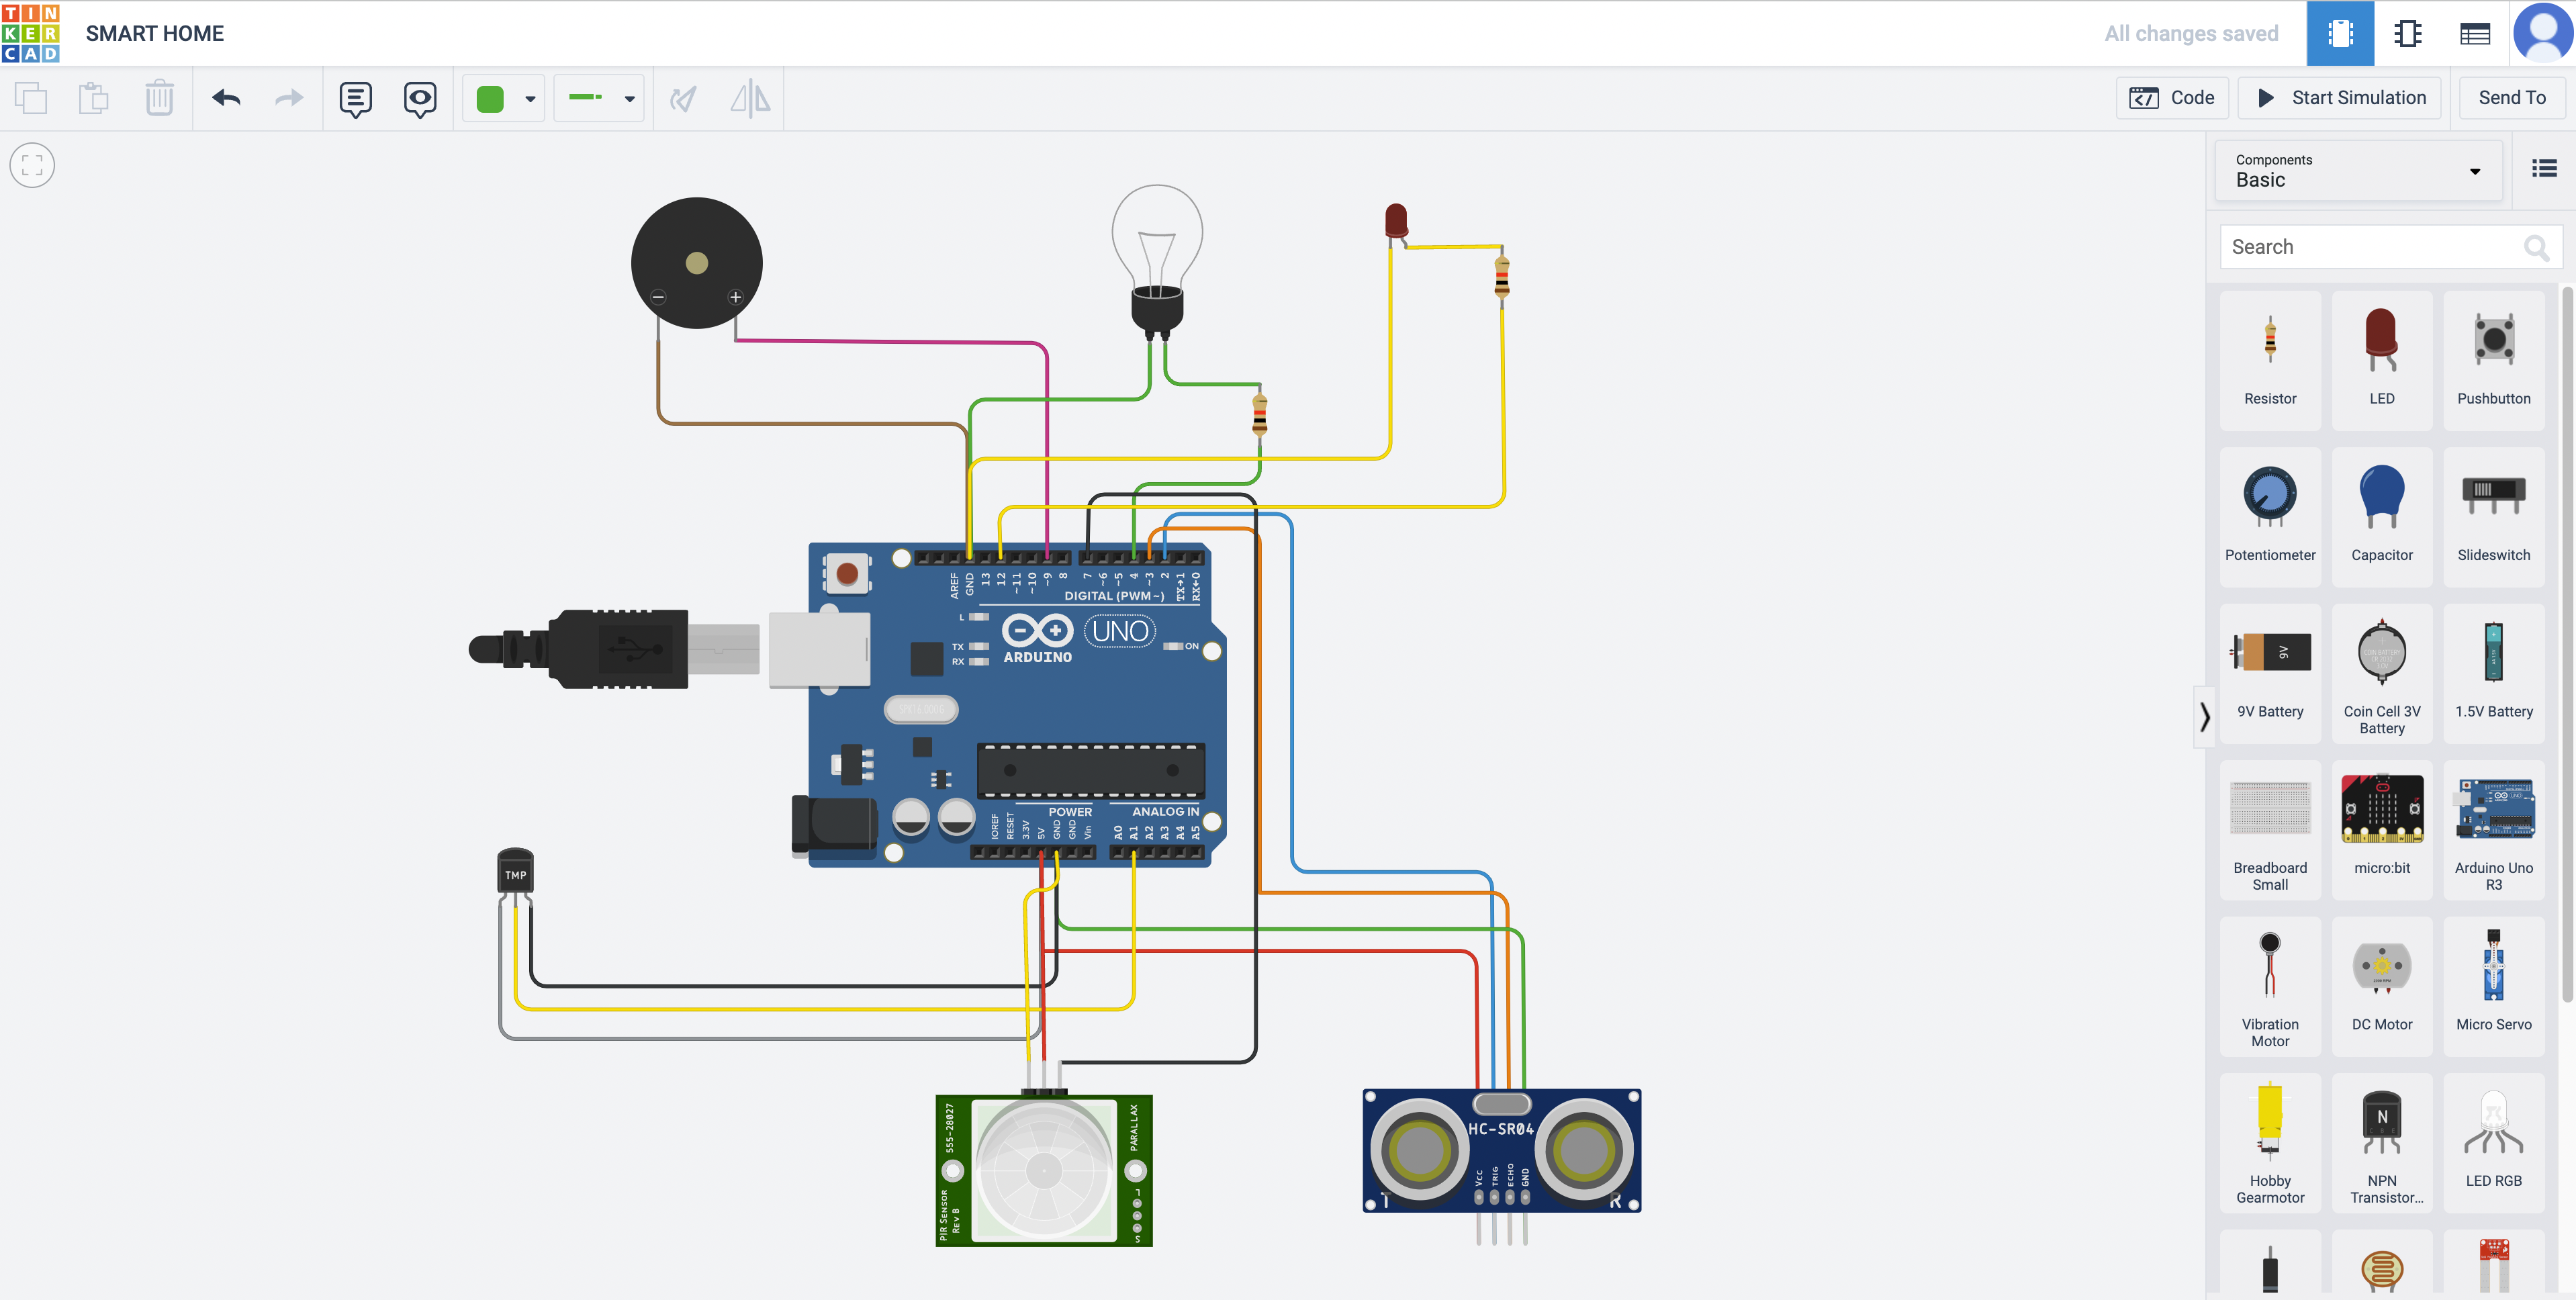 TIN
KER
CAD
SMART HOME
All changes saved
Code
Start Simulation
Send To
Components
Basic
Search
Resistor
LED
Pushbutton
Potentiometer
Capacitor
Slideswitch
9V
9V Battery
Coin Cell 3V
Battery
1.5V Battery
Breadboard
Small
micro:bit
Arduino Uno
R3
Vibration
Motor
DC Motor
Micro Servo
N
Hobby
Gearmotor
NPN
Transistor...
LED RGB
AREF
GND
13
12
~11
~10
~9
8
7
~6
~5
4
~3
2
TX→1
RX←0
DIGITAL (PWM~)
L
TX
RX
ARDUINO
UNO
ON
POWER
ANALOG IN
IOREF
RESET
3.3V
5V
GND
GND
Vin
A0
A1
A2
A3
A4
A5
TMP
555-28027
PIR SENSOR
REV B
PARALLAX
S
HC-SR04
VCC
TRIG
ECHO
GND
T
R